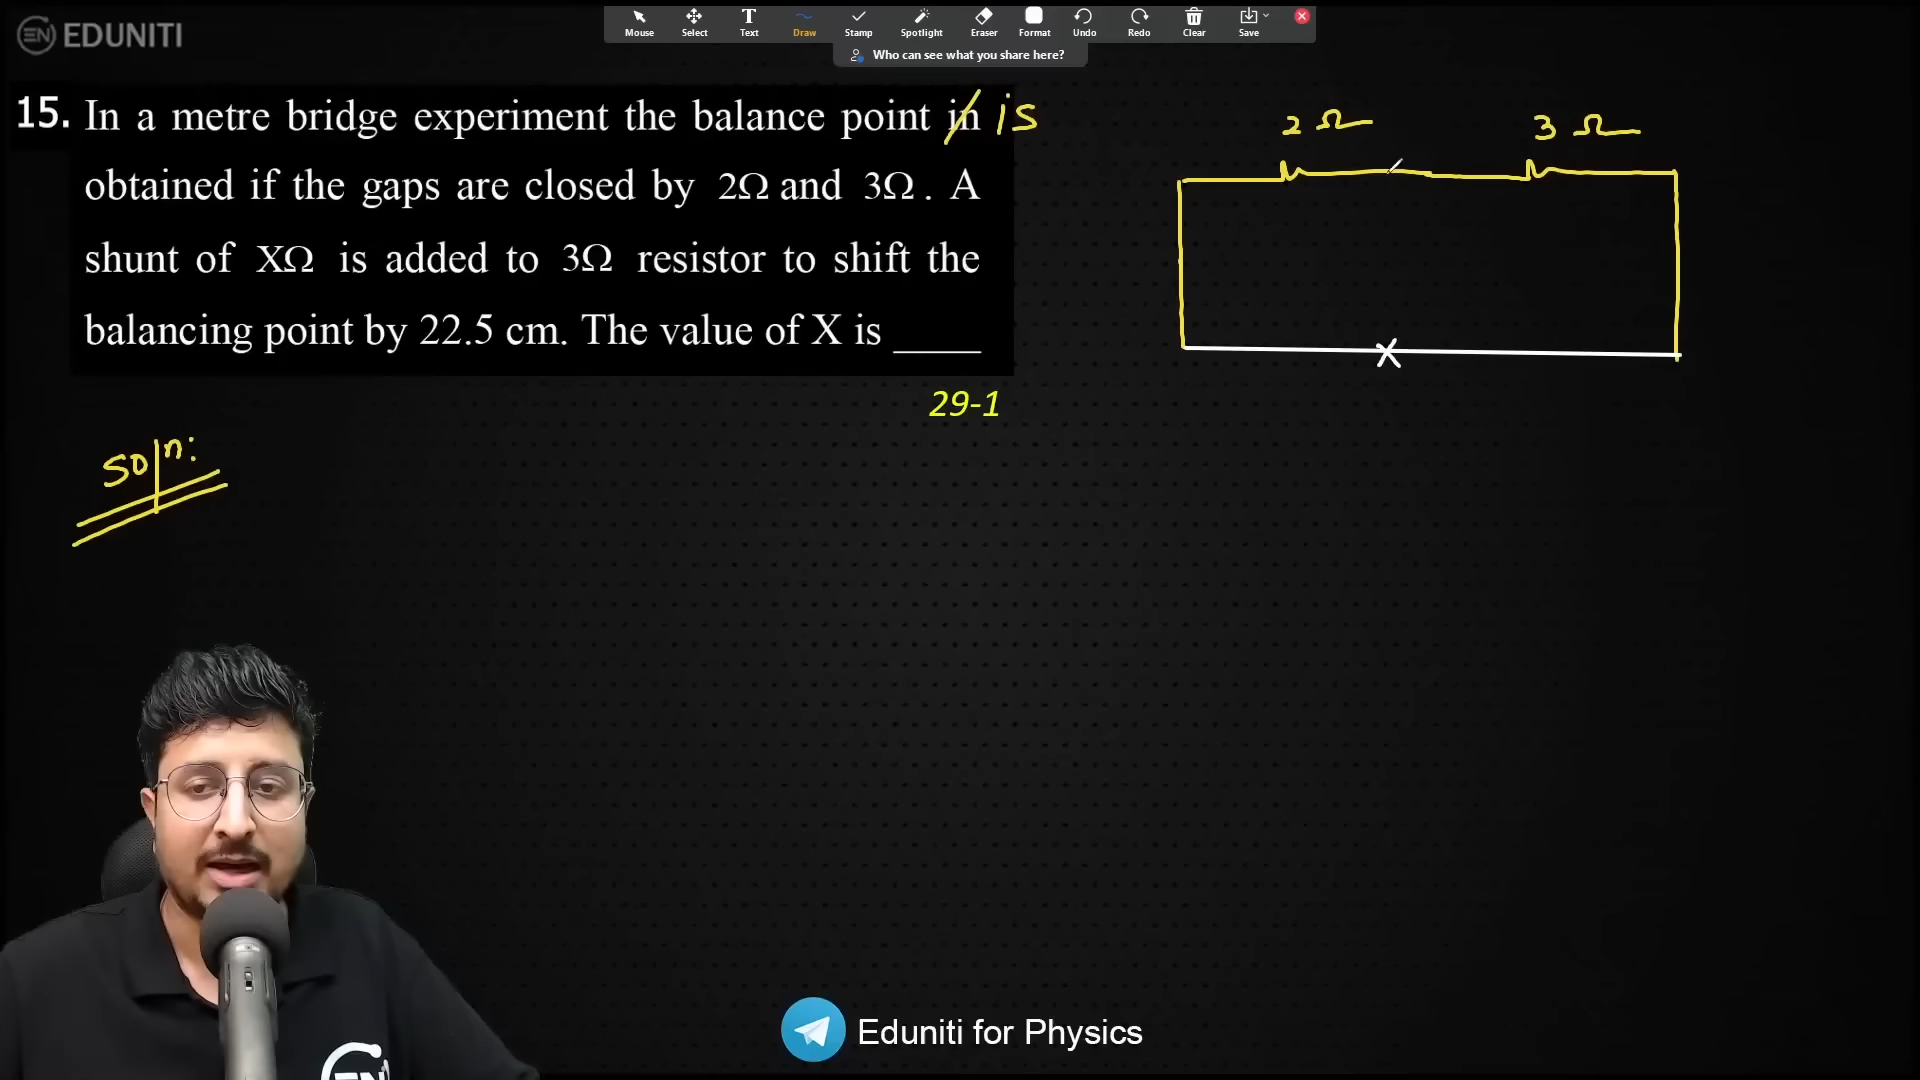 EN EDUNITI
Mouse Select Text Draw Stamp Spotlight Eraser Format Undo Redo Clear Save
Who can see what you share here?
15. In a metre bridge experiment the balance point in is
obtained if the gaps are closed by 2Ω and 3Ω. A
shunt of XΩ is added to 3Ω resistor to shift the
balancing point by 22.5 cm. The value of X is _____
2 Ω 3 Ω
X
29-1
Soln:
EN
Eduniti for Physics